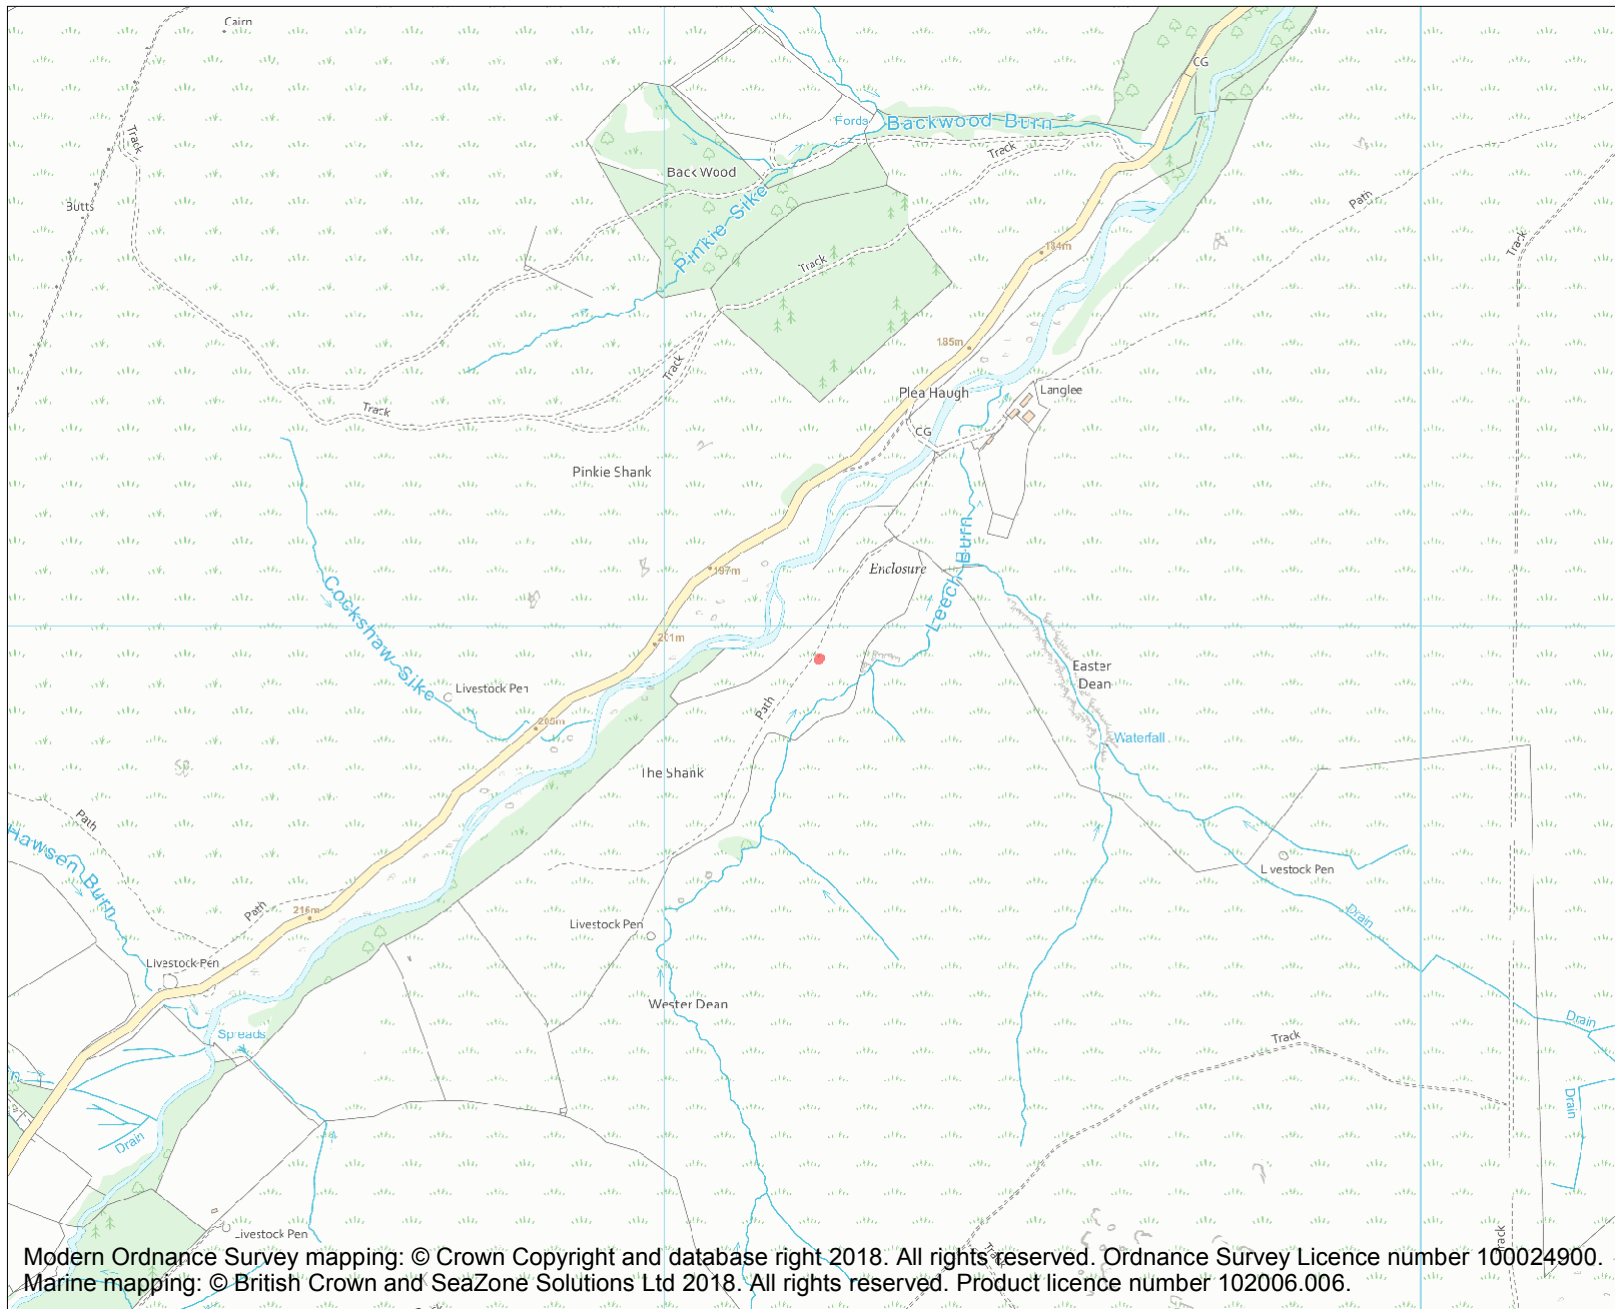 Cairn
CG
Fords
Backwood Burn
Track
Track
Back Wood
Path
Butts
Pinkie Sike
Track
184m
Track
185m
Track
Plea Haugh
Langlee
Track
CG
Pinkie Shank
Leech Burn
197m
Enclosure
Cockshaw Sike
201m
Easter
Dean
Livestock Pen
Path
205m
Waterfall
The Shank
Path
Hawsen Burn
Livestock Pen
Path
216m
Drain
Livestock Pen
Livestock Pen
Wester Dean
Drain
Spreads
Track
Drain
Drain
Livestock Pen
Track
Track
Modern Ordnance Survey mapping: © Crown Copyright and database right 2018. All rights reserved. Ordnance Survey Licence number 100024900.
Marine mapping: © British Crown and SeaZone Solutions Ltd 2018. All rights reserved. Product licence number 102006.006.